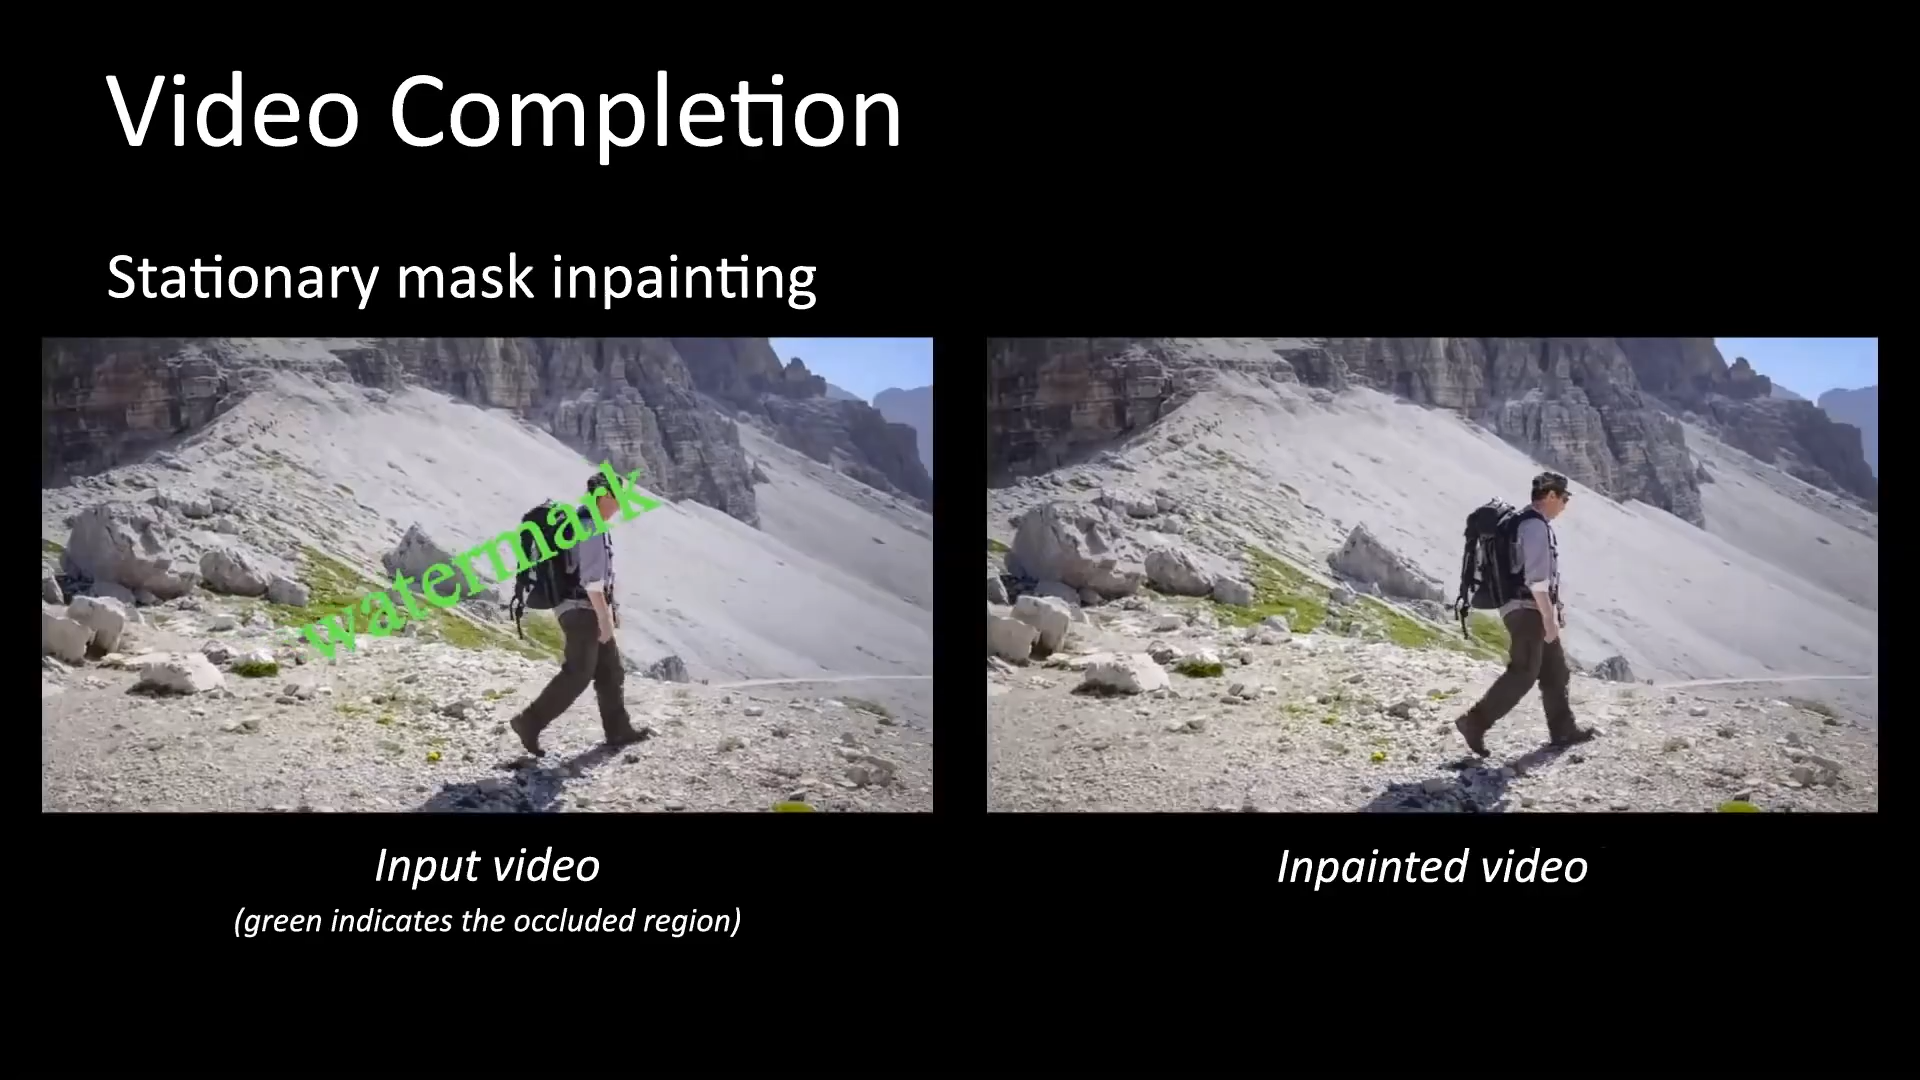 Video Completion
Stationary mask inpainting
watermark
Input video
(green indicates the occluded region)
Inpainted video